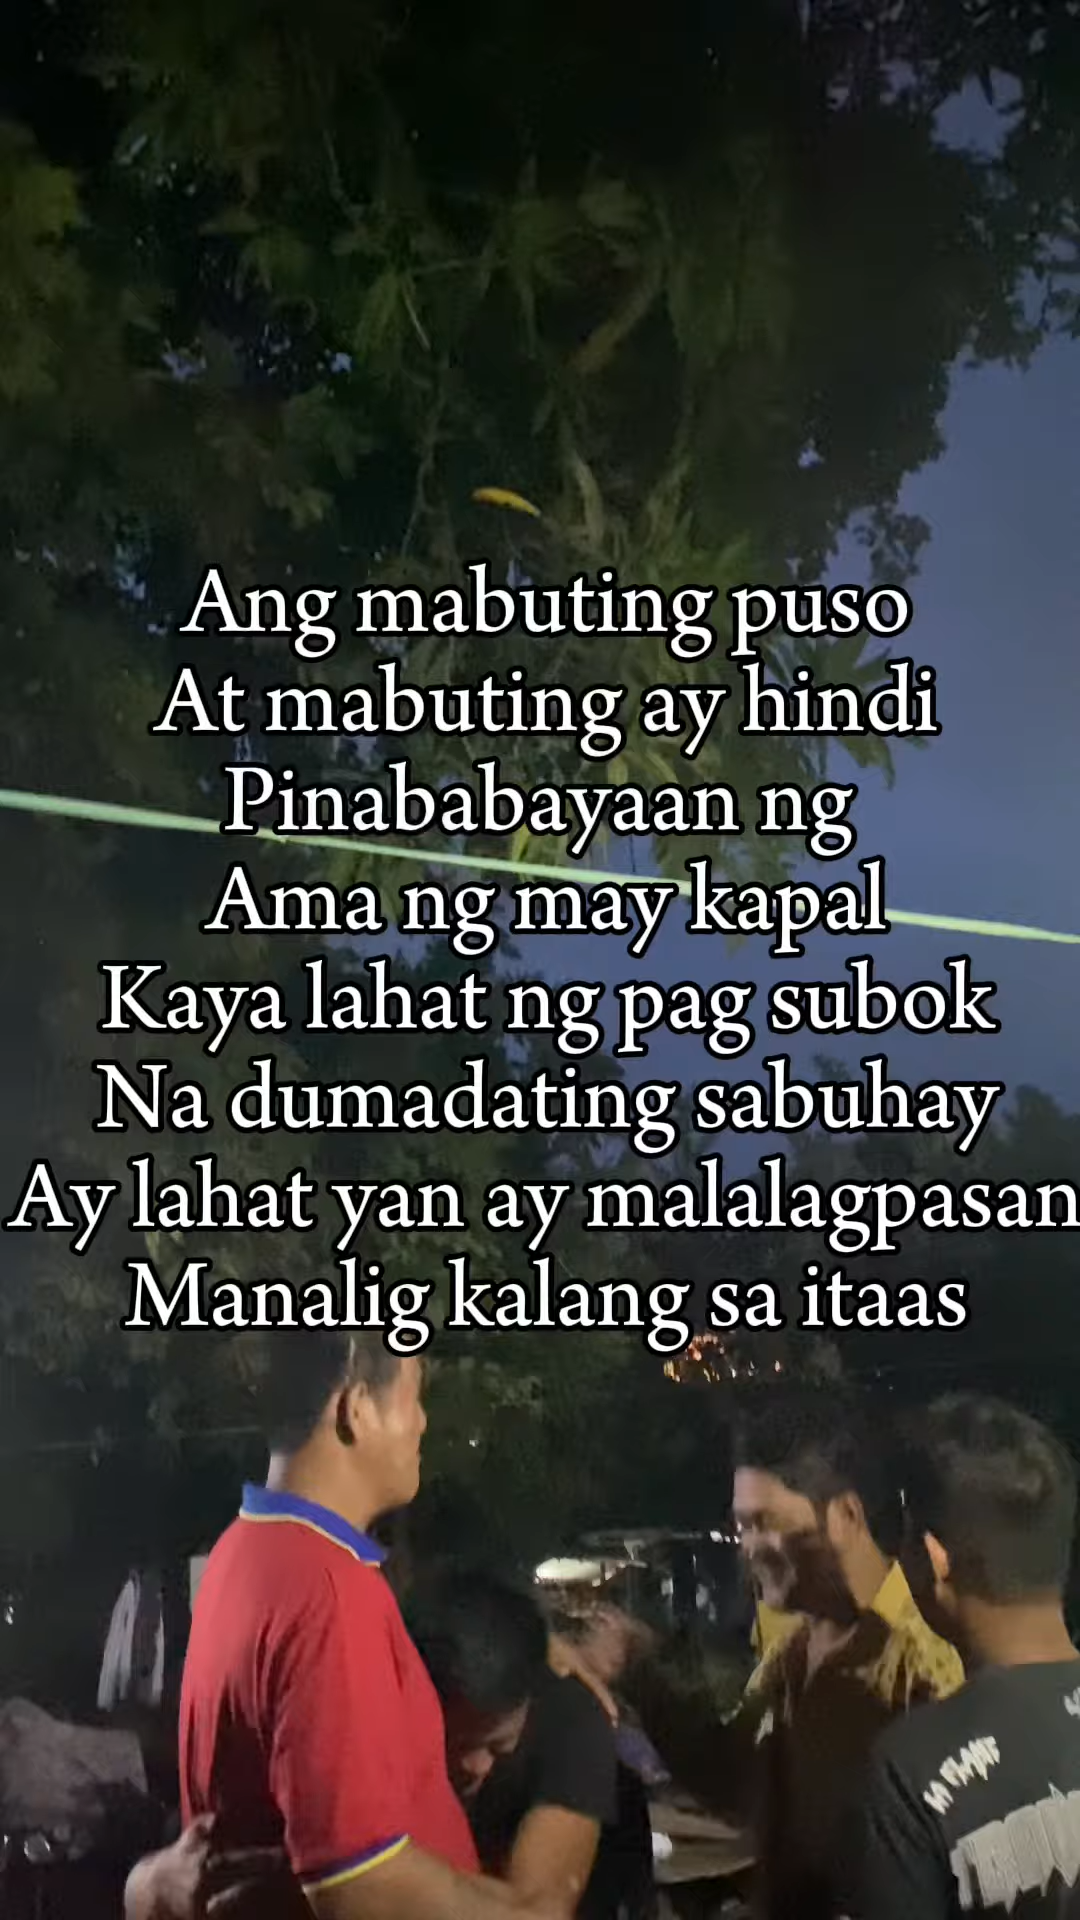 Ang mabuting puso
At mabuting ay hindi
Pinababayaan ng
Ama ng may kapal
Kaya lahat ng pag subok
Na dumadating sabuhay
Ay lahat yan ay malalagpasan
Manalig kalang sa itaas